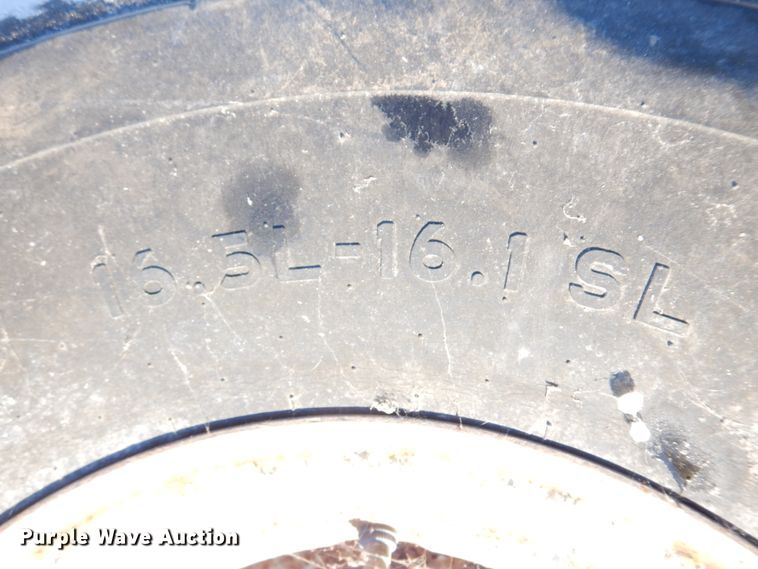 16.5L-16.1 SL
Purple Wave Auction